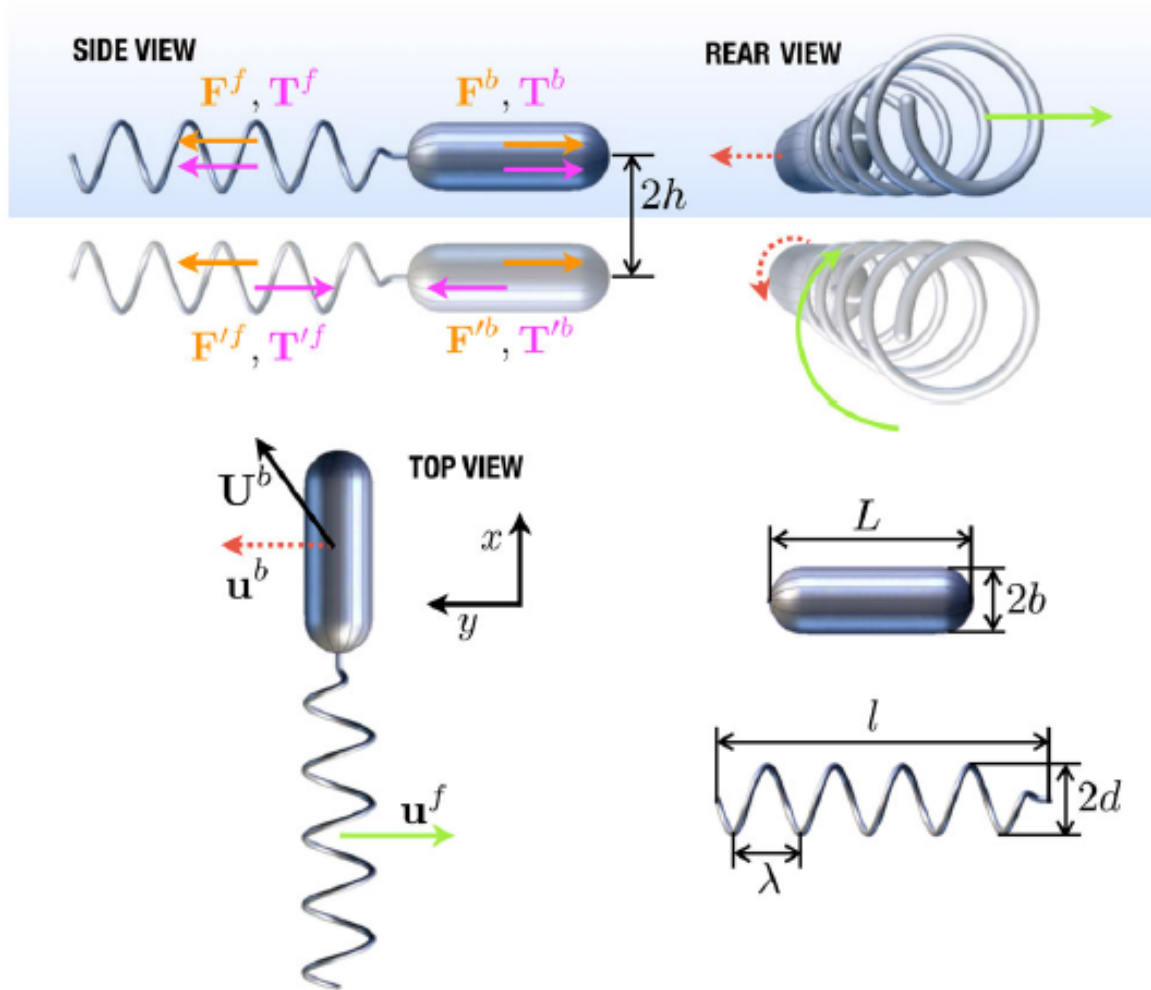 SIDE VIEW
REAR VIEW
F^f, T^f
F^b, T^b
2h
F'^f, T'^f
F'^b, T'^b
TOP VIEW
U^b
u^b
x
y
u^f
L
2b
l
2d
λ